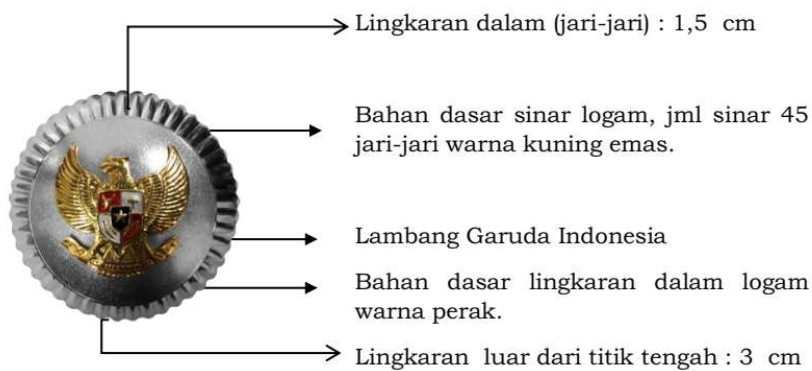 Lingkaran dalam (jari-jari) : 1,5 cm
Bahan dasar sinar logam, jml sinar 45
jari-jari warna kuning emas.
Lambang Garuda Indonesia
Bahan dasar lingkaran dalam logam
warna perak.
Lingkaran luar dari titik tengah : 3 cm